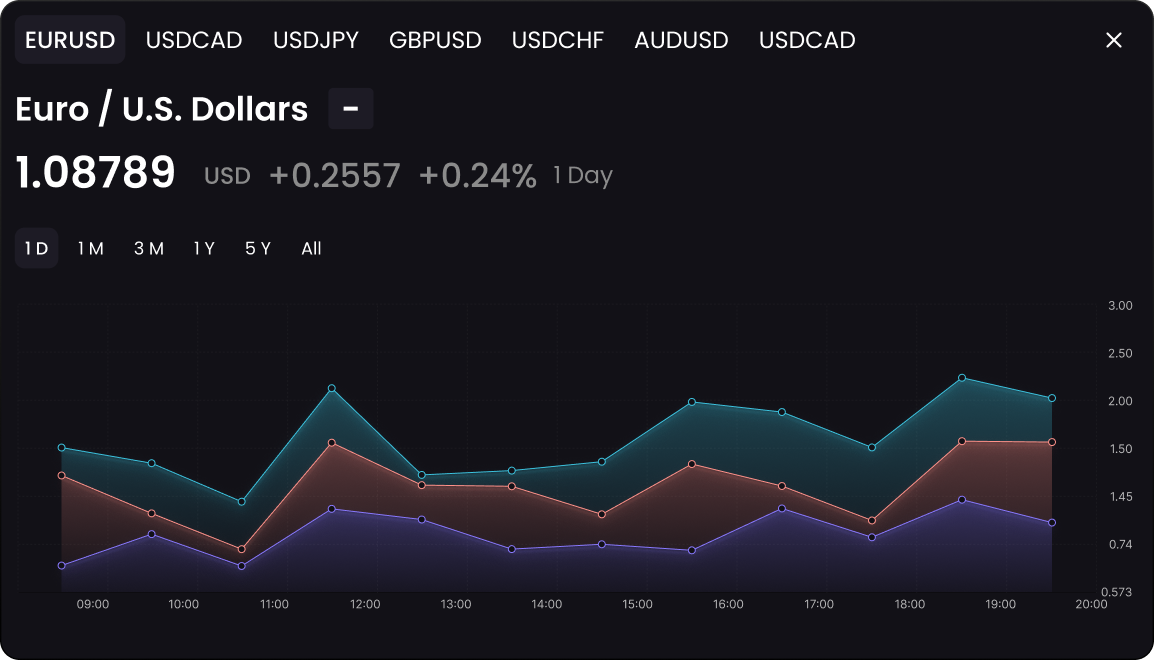 EURUSD USDCAD USDJPY GBPUSD USDCHF AUDUSD USDCAD
Euro / U.S. Dollars
1.08789 USD +0.2557 +0.24% 1 Day
1 D 1 M 3 M 1 Y 5 Y All
3.00
2.50
2.00
1.50
1.45
0.74
0.573
09:00 10:00 11:00 12:00 13:00 14:00 15:00 16:00 17:00 18:00 19:00 20:00